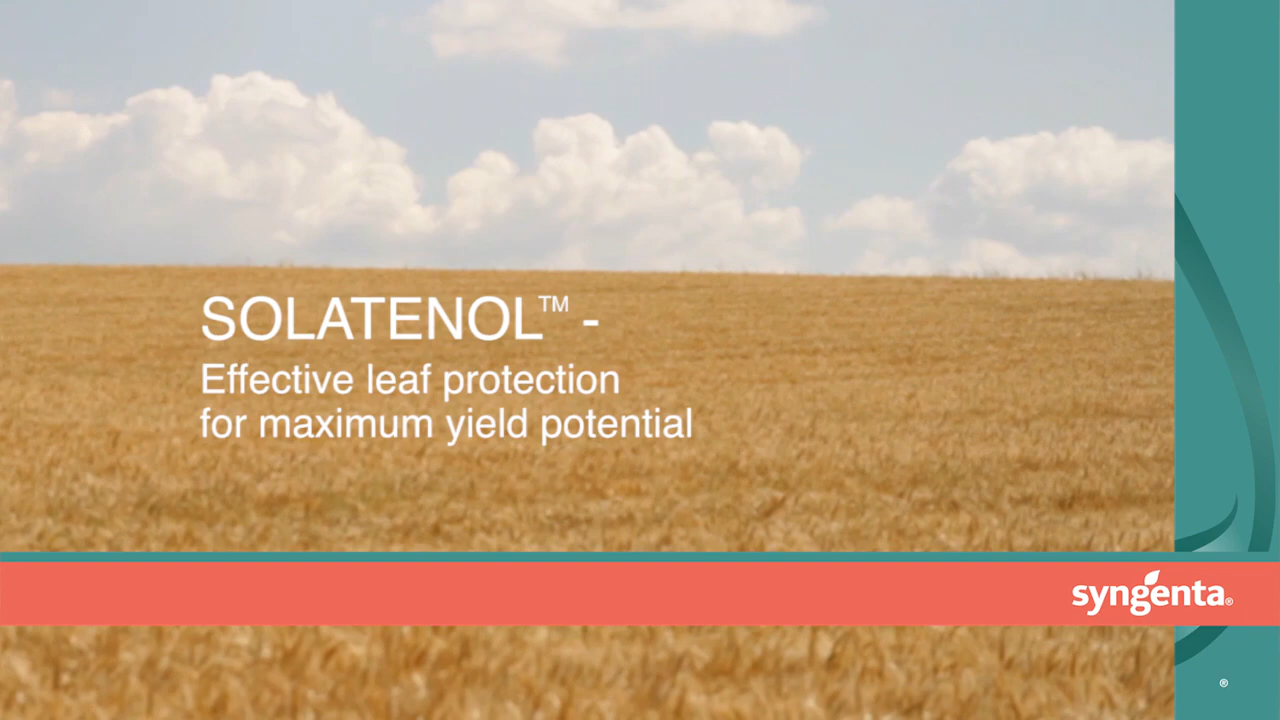 SOLATENOL™ -
Effective leaf protection
for maximum yield potential
syngenta®
®